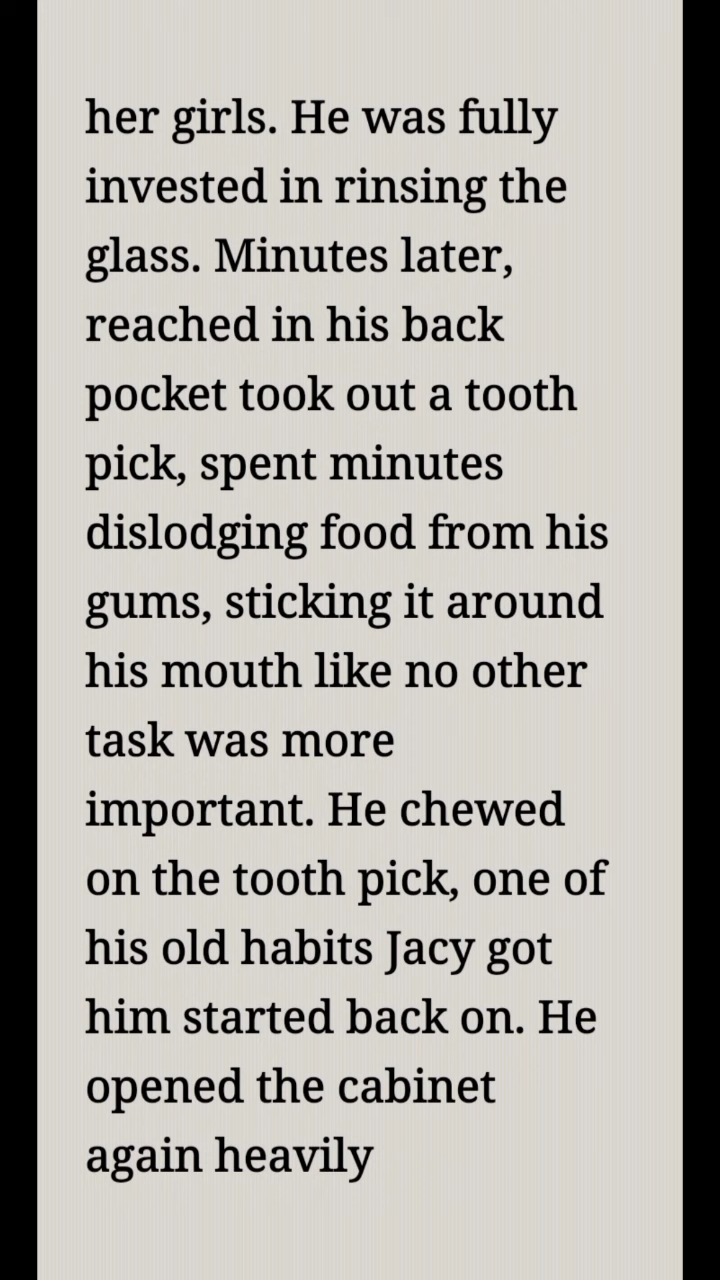 her girls. He was fully
invested in rinsing the
glass. Minutes later,
reached in his back
pocket took out a tooth
pick, spent minutes
dislodging food from his
gums, sticking it around
his mouth like no other
task was more
important. He chewed
on the tooth pick, one of
his old habits Jacy got
him started back on. He
opened the cabinet
again heavily